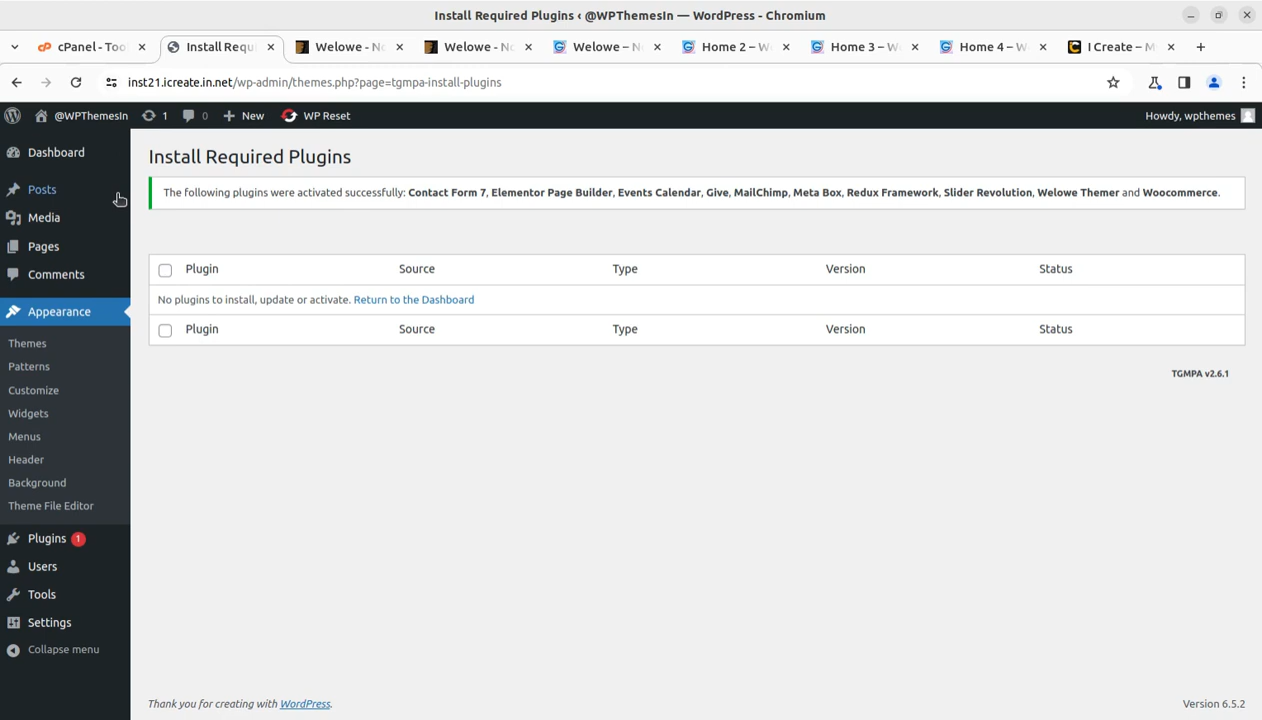 Install Required Plugins ‹ @WPThemesIn — WordPress - Chromium
cPanel - Too
Install Requ
Welowe - No
Welowe - No
Welowe – N
Home 2 – W
Home 3 – W
Home 4 – W
I Create – M
inst21.icreate.in.net/wp-admin/themes.php?page=tgmpa-install-plugins
@WPThemesIn 1 0 New WP Reset Howdy, wpthemes
Dashboard
Posts
Media
Pages
Comments
Appearance
Themes
Patterns
Customize
Widgets
Menus
Header
Background
Theme File Editor
Plugins 1
Users
Tools
Settings
Collapse menu
Install Required Plugins
The following plugins were activated successfully: Contact Form 7, Elementor Page Builder, Events Calendar, Give, MailChimp, Meta Box, Redux Framework, Slider Revolution, Welowe Themer and Woocommerce.
Plugin Source Type Version Status
No plugins to install, update or activate. Return to the Dashboard
Plugin Source Type Version Status
TGMPA v2.6.1
Thank you for creating with WordPress. Version 6.5.2